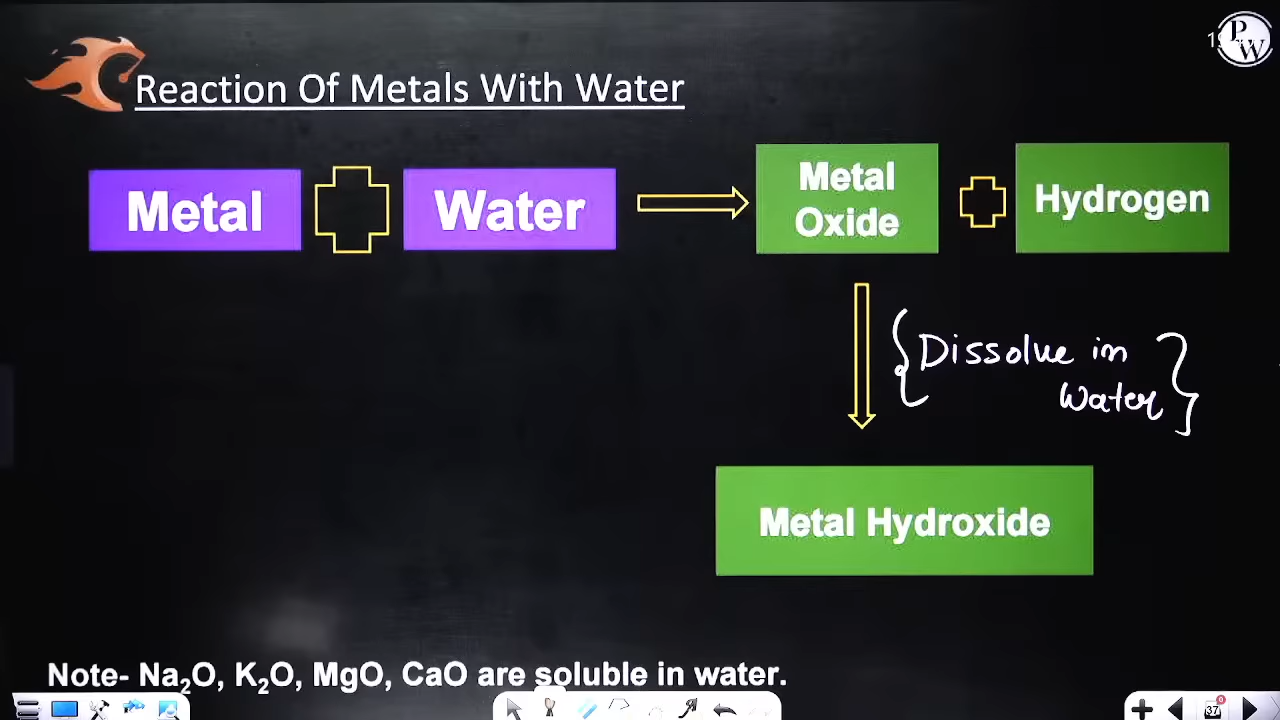 P
W
Reaction Of Metals With Water
Metal
Water
Metal
Oxide
Hydrogen
{ Dissolve in
Water }
Metal Hydroxide
Note- Na₂O, K₂O, MgO, CaO are soluble in water.
37